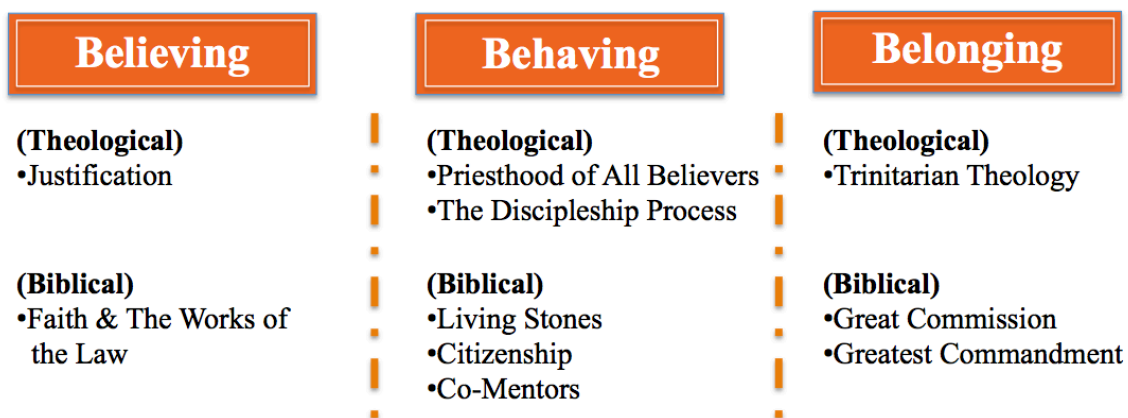 Believing
(Theological)
•Justification
(Biblical)
•Faith & The Works of
the Law
Behaving
(Theological)
•Priesthood of All Believers
•The Discipleship Process
(Biblical)
•Living Stones
•Citizenship
•Co-Mentors
Belonging
(Theological)
•Trinitarian Theology
(Biblical)
•Great Commission
•Greatest Commandment